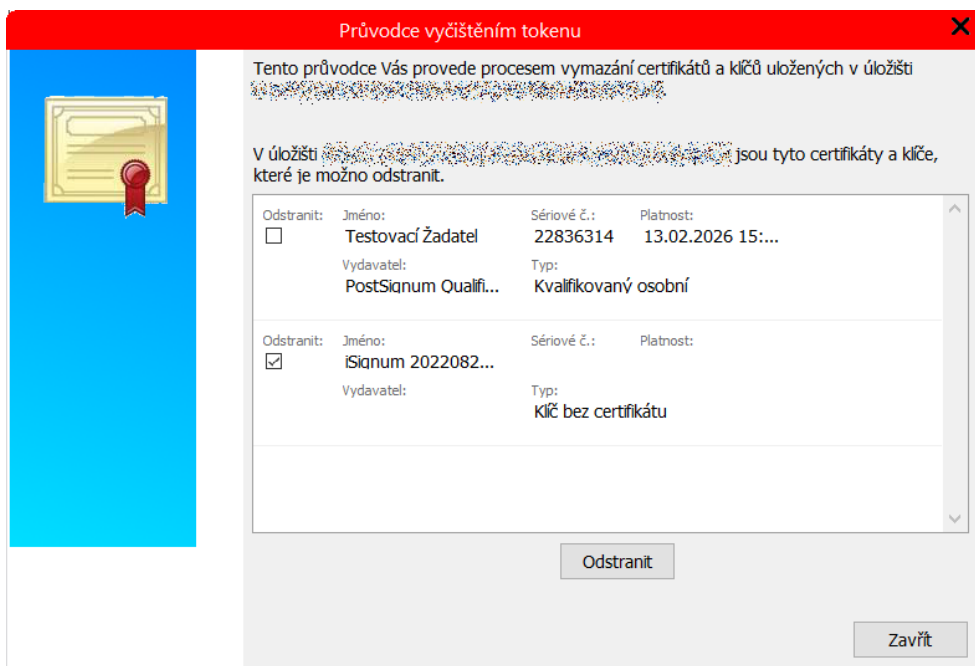 Průvodce vyčištěním tokenu
Tento průvodce Vás provede procesem vymazání certifikátů a klíčů uložených v úložišti
V úložišti jsou tyto certifikáty a klíče,
které je možno odstranit.
Odstranit: Jméno: Sériové č.: Platnost:
Testovací Žadatel 22836314 13.02.2026 15:...
Vydavatel: Typ:
PostSignum Qualifi... Kvalifikovaný osobní
Odstranit: Jméno: Sériové č.: Platnost:
iSignum 2022082...
Vydavatel: Typ:
Klíč bez certifikátu
Odstranit
Zavřít